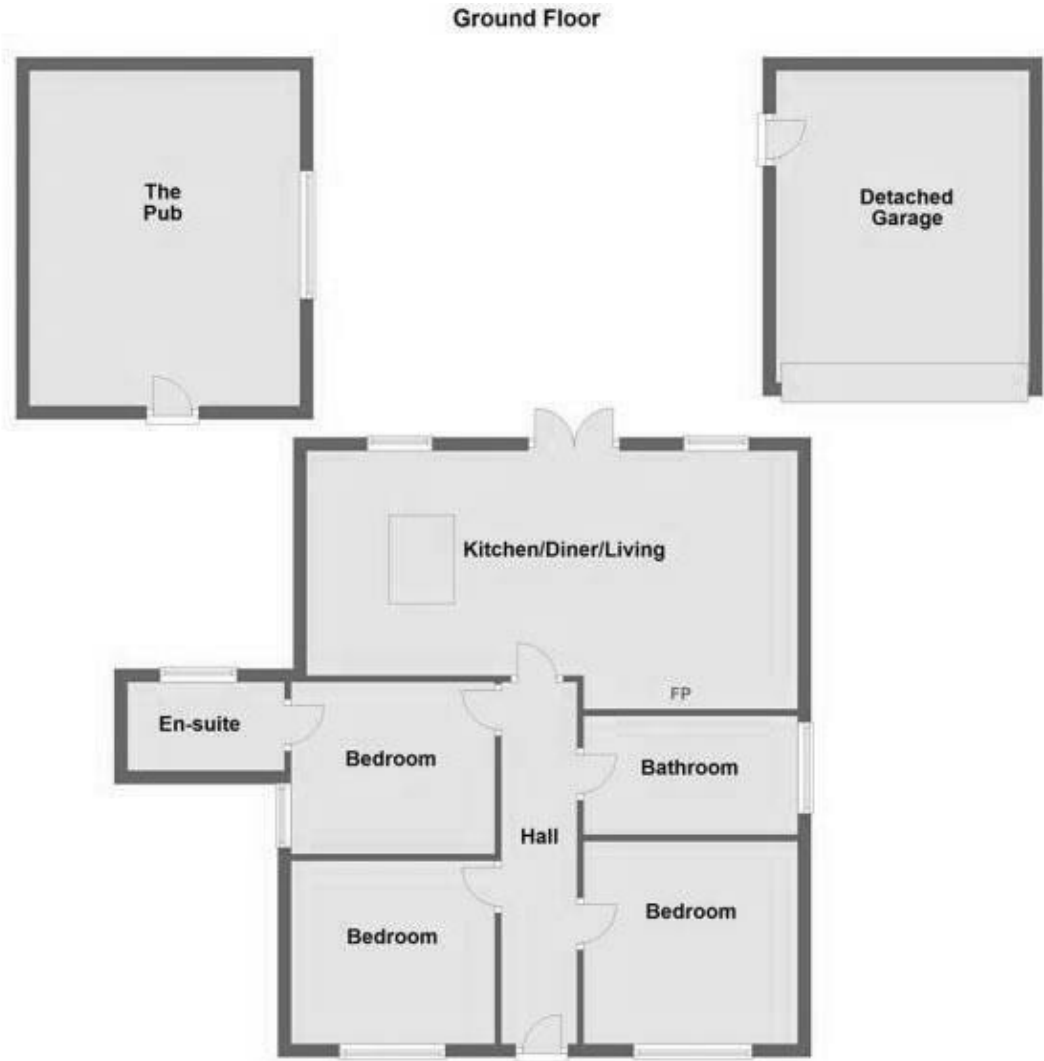 Ground Floor
The
Pub
Detached
Garage
Kitchen/Diner/Living
FP
En-suite
Bedroom
Bathroom
Hall
Bedroom
Bedroom